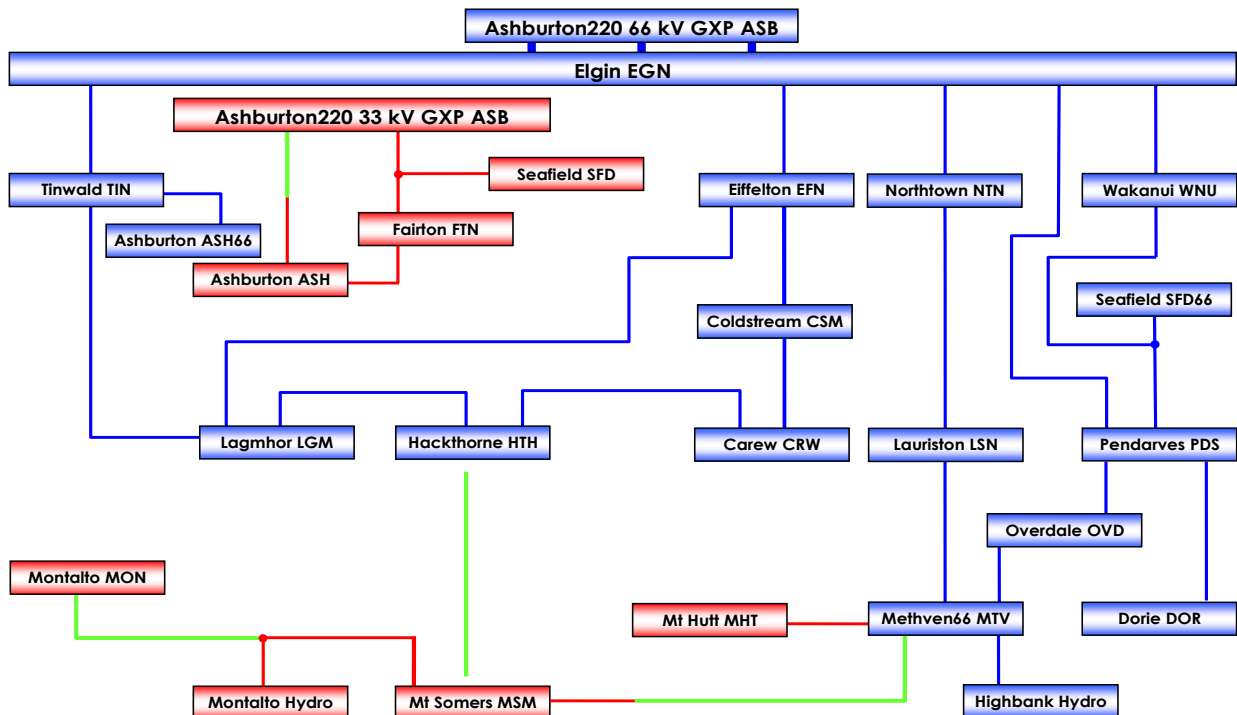 Ashburton220 66 kV GXP ASB
Elgin EGN
Ashburton220 33 kV GXP ASB
Seafield SFD
Tinwald TIN
Eiffelton EFN
Northtown NTN
Wakanui WNU
Fairton FTN
Ashburton ASH66
Ashburton ASH
Seafield SFD66
Coldstream CSM
Lagmhor LGM
Hackthorne HTH
Carew CRW
Lauriston LSN
Pendarves PDS
Overdale OVD
Montalto MON
Mt Hutt MHT
Methven66 MTV
Dorie DOR
Montalto Hydro
Mt Somers MSM
Highbank Hydro